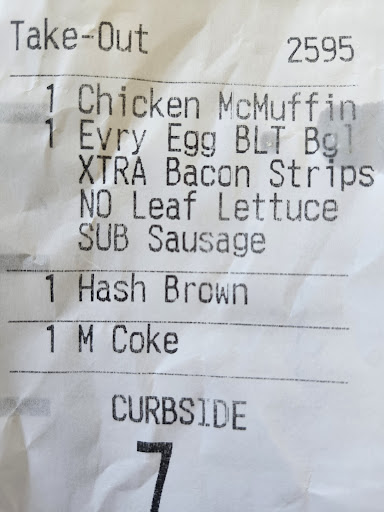 Take-Out 2595
1 Chicken McMuffin
1 Evry Egg BLT Bgl
XTRA Bacon Strips
NO Leaf Lettuce
SUB Sausage
1 Hash Brown
1 M Coke
CURBSIDE
7